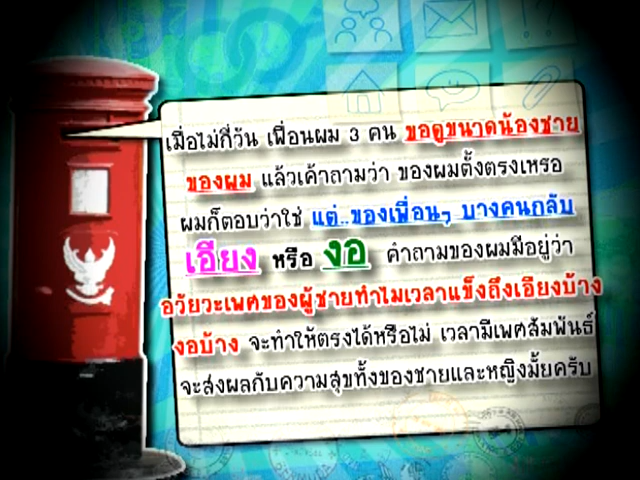 เมื่อไม่กี่วัน เพื่อนผม 3 คน ขอดูขนาดน้องชาย
ของผม แล้วเค้าถามว่า ของผมตั้งตรงเหรอ
ผมก็ตอบว่าใช่ แต่..ของเพื่อนๆ บางคนกลับ
เอียง หรือ งอ คำถามของผมมีอยู่ว่า
อวัยวะเพศของผู้ชายทำไมเวลาแข็งถึงเอียงบ้าง
งอบ้าง จะทำให้ตรงได้หรือไม่ เวลามีเพศสัมพันธ์
จะส่งผลกับความสุขทั้งของชายและหญิงมั้ยครับ